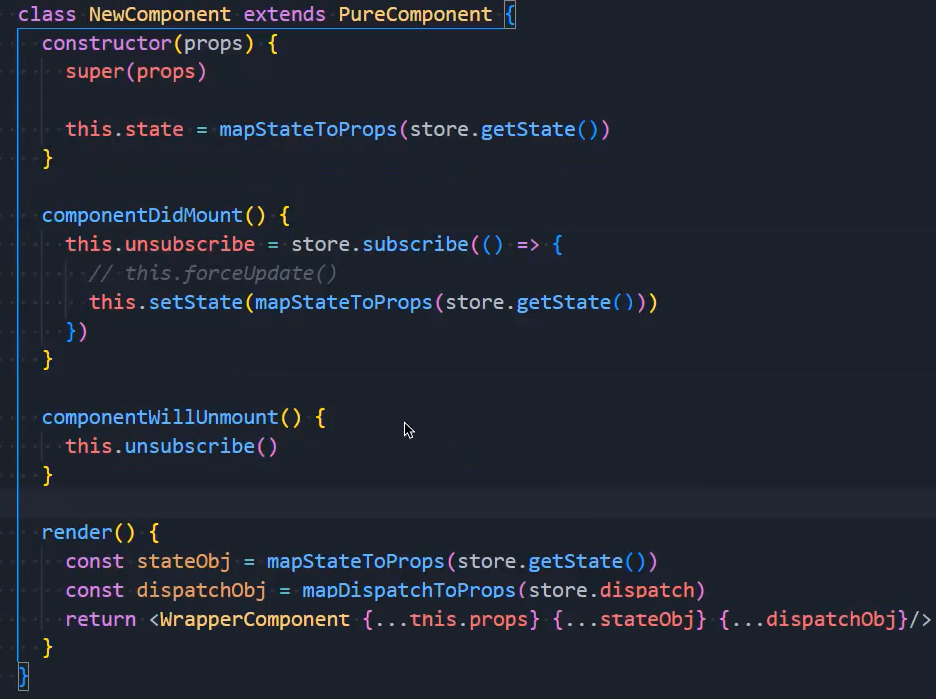 class NewComponent extends PureComponent {
constructor(props) {
super(props)
this.state = mapStateToProps(store.getState())
}
componentDidMount() {
this.unsubscribe = store.subscribe(() => {
// this.forceUpdate()
this.setState(mapStateToProps(store.getState()))
})
}
componentWillUnmount() {
this.unsubscribe()
}
render() {
const stateObj = mapStateToProps(store.getState())
const dispatchObj = mapDispatchToProps(store.dispatch)
return <WrapperComponent {...this.props} {...stateObj} {...dispatchObj}/>
}
}